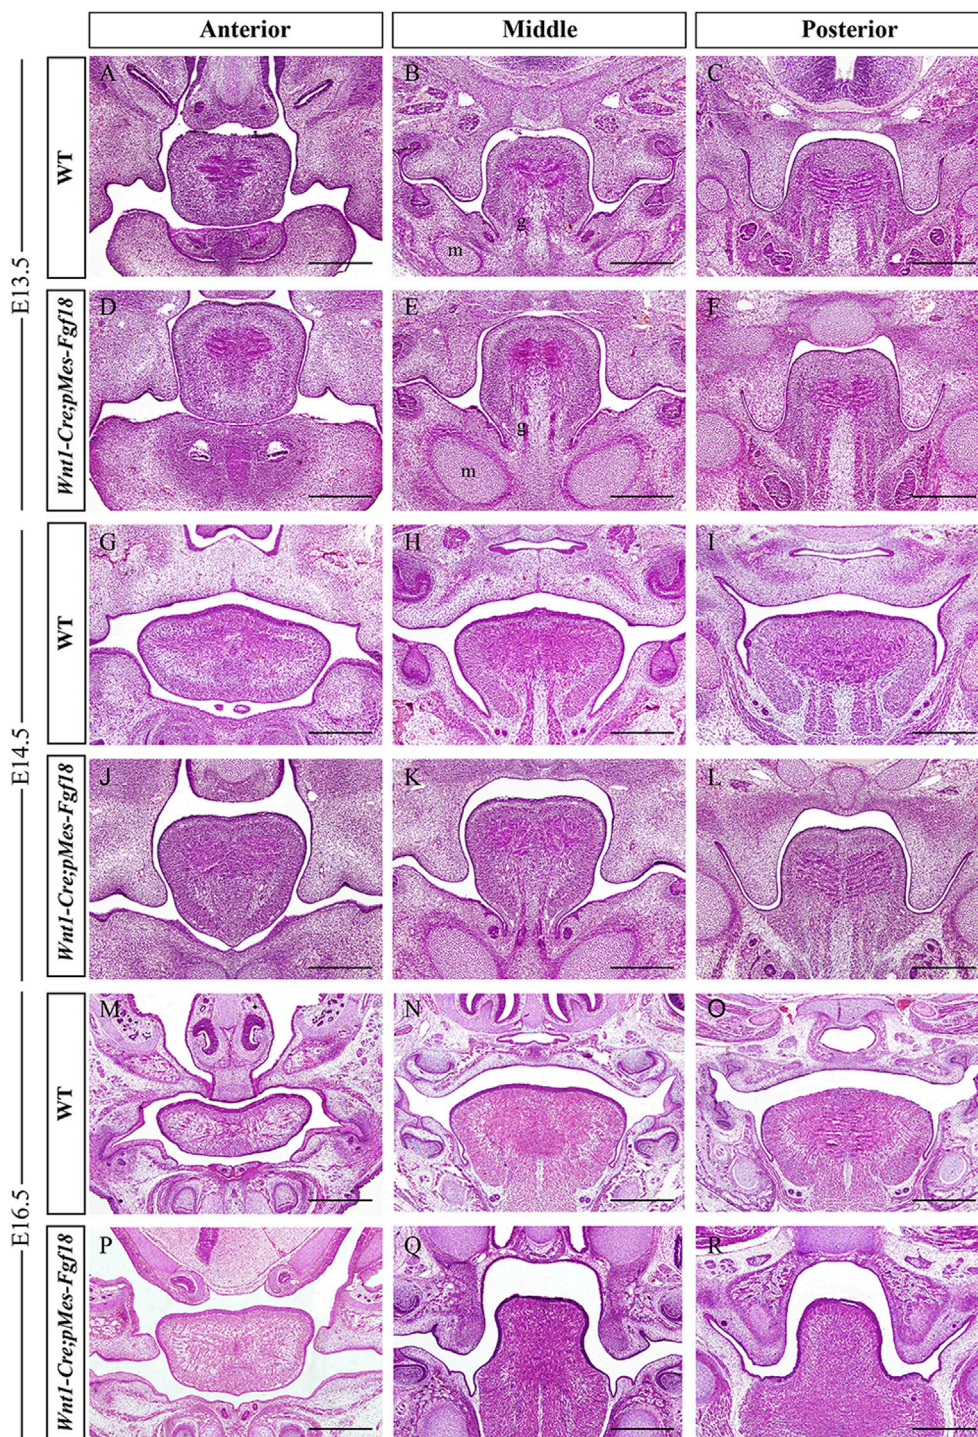 Anterior Middle Posterior
E13.5
WT
A B C
g
m
Wnt1-Cre;pMes-Fgf18
D E F
g
m
E14.5
WT
G H I
Wnt1-Cre;pMes-Fgf18
J K L
E16.5
WT
M N O
Wnt1-Cre;pMes-Fgf18
P Q R